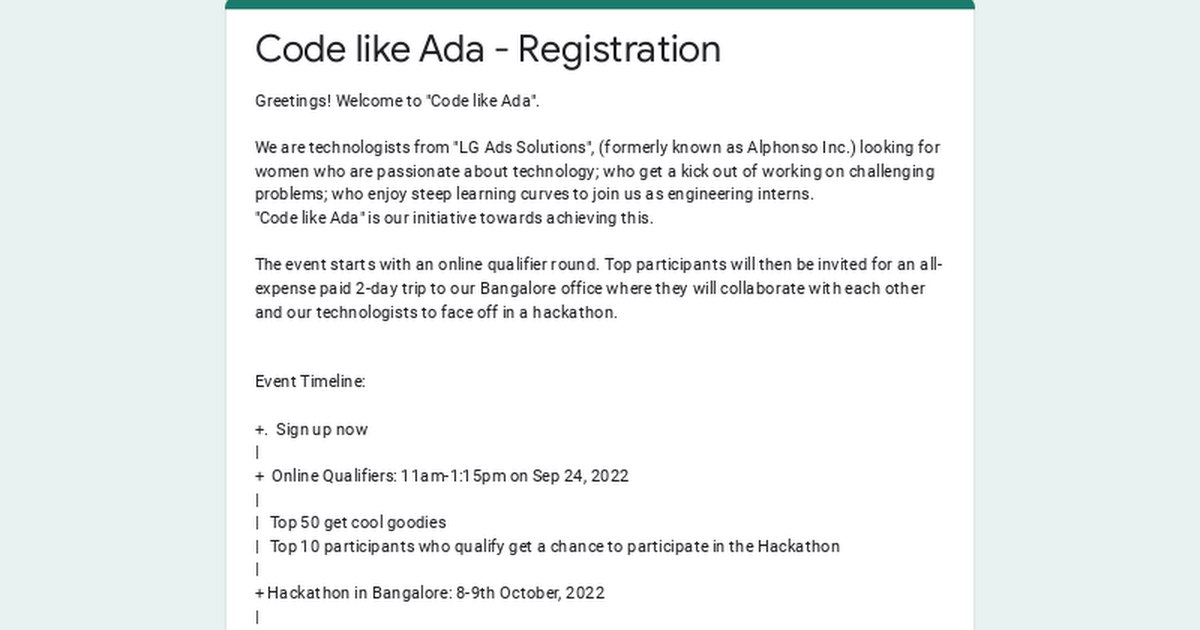 Code like Ada - Registration
Greetings! Welcome to "Code like Ada".
We are technologists from "LG Ads Solutions", (formerly known as Alphonso Inc.) looking for
women who are passionate about technology; who get a kick out of working on challenging
problems; who enjoy steep learning curves to join us as engineering interns.
"Code like Ada" is our initiative towards achieving this.
The event starts with an online qualifier round. Top participants will then be invited for an all-
expense paid 2-day trip to our Bangalore office where they will collaborate with each other
and our technologists to face off in a hackathon.
Event Timeline:
+.  Sign up now
|
+  Online Qualifiers: 11am-1:15pm on Sep 24, 2022
|
|   Top 50 get cool goodies
|   Top 10 participants who qualify get a chance to participate in the Hackathon
|
+ Hackathon in Bangalore: 8-9th October, 2022
|